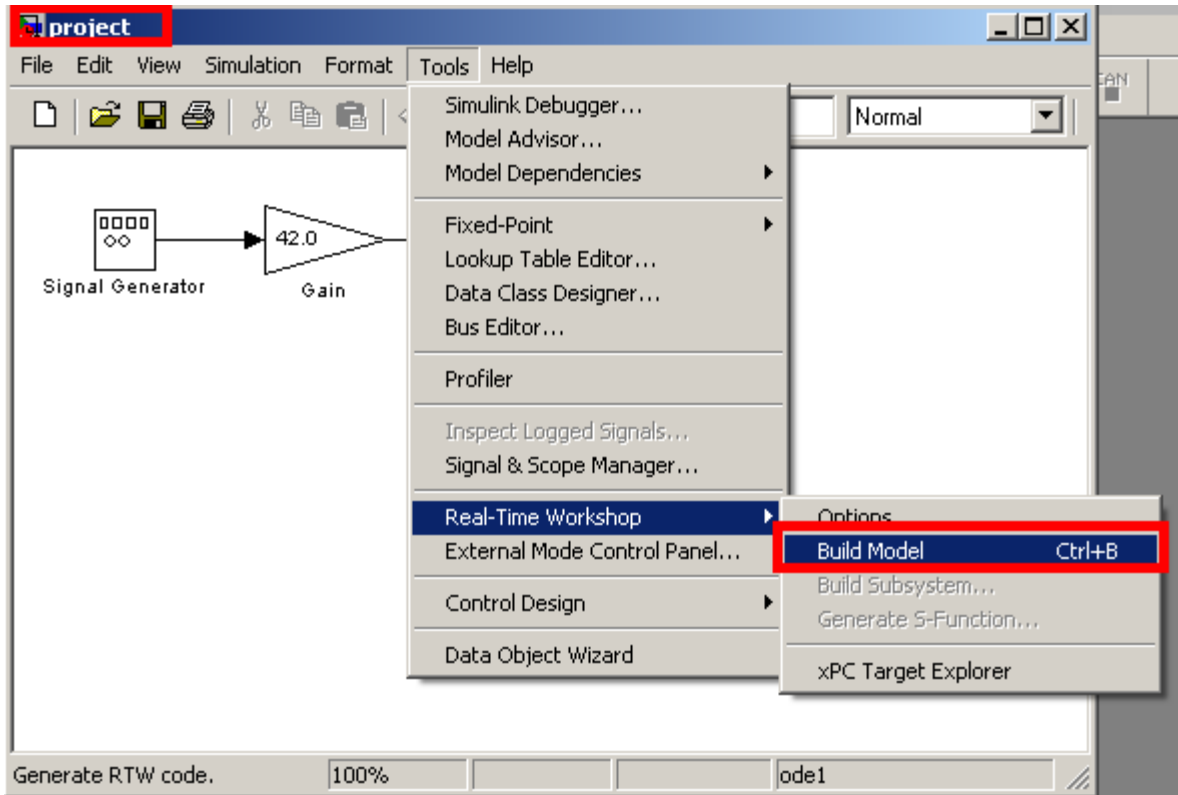 project
File Edit View Simulation Format Tools Help
Normal
CAN
Simulink Debugger...
Model Advisor...
Model Dependencies
Fixed-Point
Lookup Table Editor...
Data Class Designer...
Bus Editor...
Profiler
Inspect Logged Signals...
Signal & Scope Manager...
Real-Time Workshop
External Mode Control Panel...
Control Design
Data Object Wizard
Options
Build Model Ctrl+B
Build Subsystem...
Generate S-Function...
xPC Target Explorer
42.0
Signal Generator
Gain
Generate RTW code.
100%
ode1